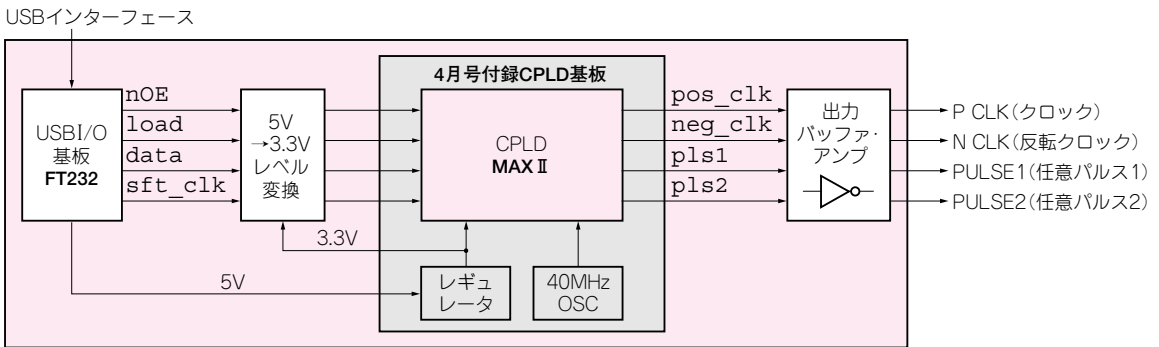 USBインターフェース
4月号付録CPLD基板
USBI/O
基板
FT232
nOE
load
data
sft_clk
5V
→3.3V
レベル
変換
CPLD
MAXⅡ
pos_clk
neg_clk
pls1
pls2
出力
バッファ・
アンプ
P CLK(クロック)
N CLK(反転クロック)
PULSE1(任意パルス1)
PULSE2(任意パルス2)
3.3V
5V
レギュ
レータ
40MHz
OSC